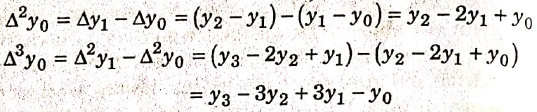 Δ²y₀ = Δy₁ − Δy₀ = (y₂ − y₁) − (y₁ − y₀) = y₂ − 2y₁ + y₀
Δ³y₀ = Δ²y₁ − Δ²y₀ = (y₃ − 2y₂ + y₁) − (y₂ − 2y₁ + y₀)
= y₃ − 3y₂ + 3y₁ − y₀